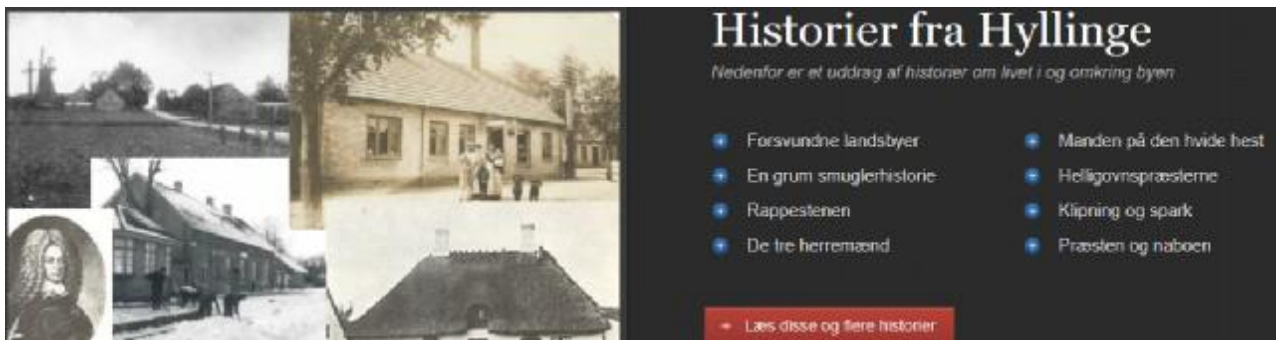 Historier fra Hyllinge
Nedenfor er et uddrag af historier om livet i og omkring byen
Forsvundne landsbyer
En grum smuglerhistorie
Rappestenen
De tre herremænd
Manden på den hvide hest
Helligovnspræsterne
Klipning og spark
Præsten og naboen
Læs disse og flere historier